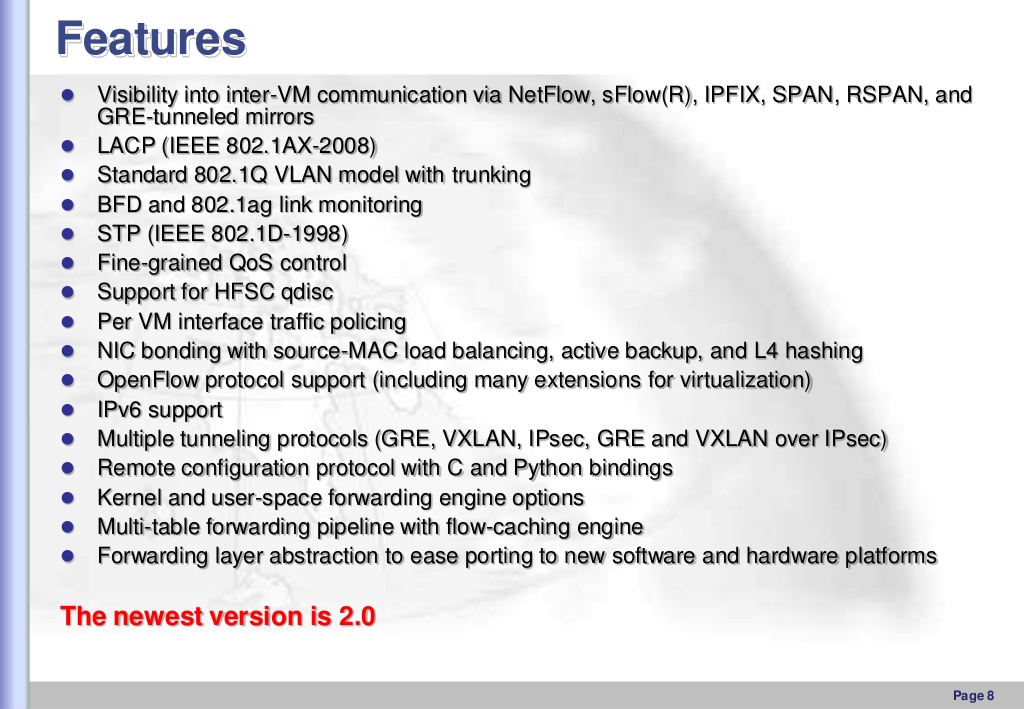 Features
● Visibility into inter-VM communication via NetFlow, sFlow(R), IPFIX, SPAN, RSPAN, and
GRE-tunneled mirrors
● LACP (IEEE 802.1AX-2008)
● Standard 802.1Q VLAN model with trunking
● BFD and 802.1ag link monitoring
● STP (IEEE 802.1D-1998)
● Fine-grained QoS control
● Support for HFSC qdisc
● Per VM interface traffic policing
● NIC bonding with source-MAC load balancing, active backup, and L4 hashing
● OpenFlow protocol support (including many extensions for virtualization)
● IPv6 support
● Multiple tunneling protocols (GRE, VXLAN, IPsec, GRE and VXLAN over IPsec)
● Remote configuration protocol with C and Python bindings
● Kernel and user-space forwarding engine options
● Multi-table forwarding pipeline with flow-caching engine
● Forwarding layer abstraction to ease porting to new software and hardware platforms
The newest version is 2.0
Page 8